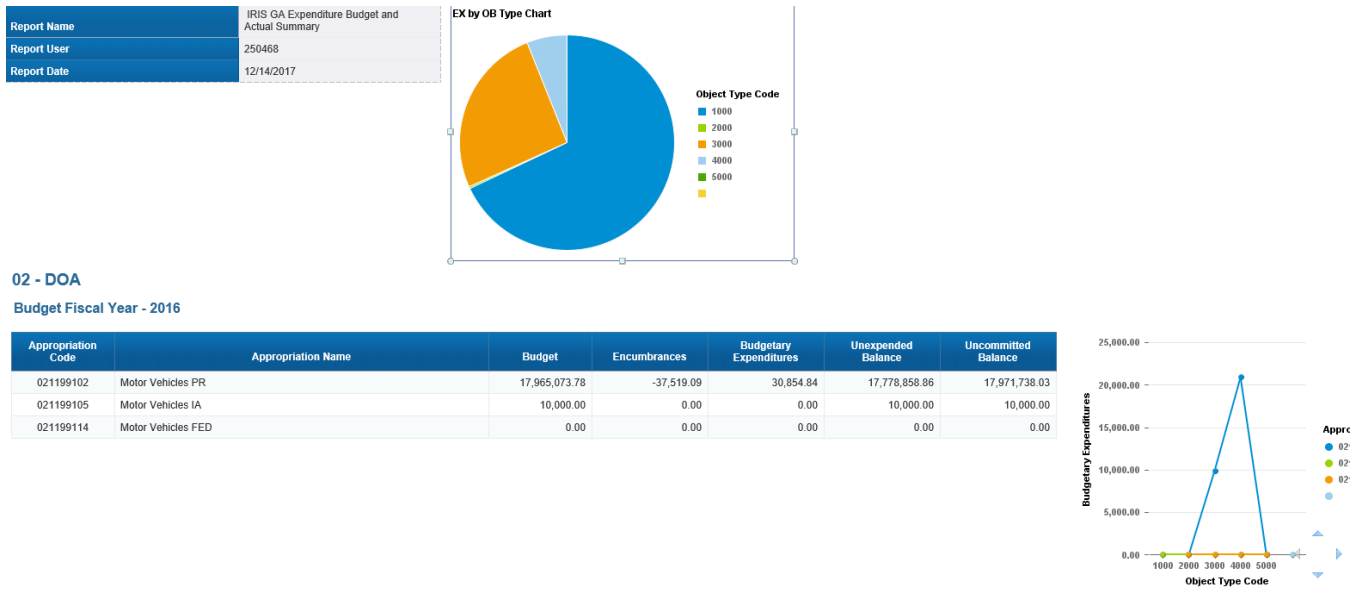 Report Name
IRIS GA Expenditure Budget and
Actual Summary
Report User
250468
Report Date
12/14/2017
EX by OB Type Chart
Object Type Code
1000
2000
3000
4000
5000
02 - DOA
Budget Fiscal Year - 2016
Appropriation Code Appropriation Name Budget Encumbrances Budgetary Expenditures Unexpended Balance Uncommitted Balance
021199102 Motor Vehicles PR 17,965,073.78 -37,519.09 30,854.84 17,778,858.86 17,971,738.03
021199105 Motor Vehicles IA 10,000.00 0.00 0.00 10,000.00 10,000.00
021199114 Motor Vehicles FED 0.00 0.00 0.00 0.00 0.00
Budgetary Expenditures
25,000.00
20,000.00
15,000.00
10,000.00
5,000.00
0.00
1000 2000 3000 4000 5000
Object Type Code
Appro
02
02